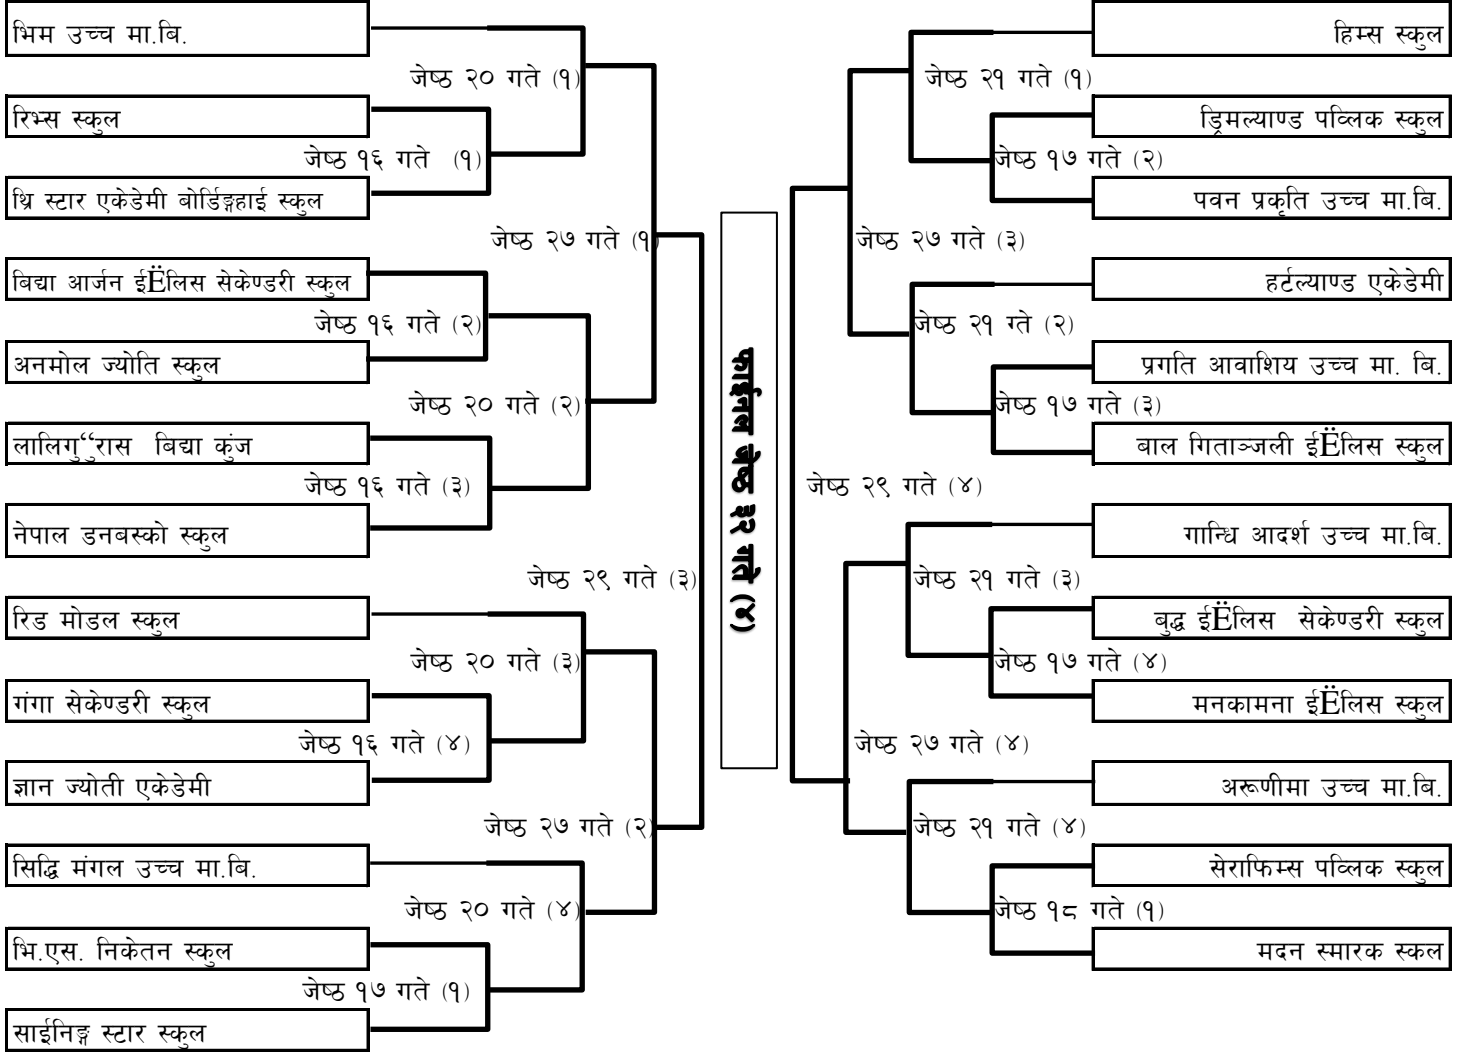 भिम उच्च मा.बि.
जेष्ठ २० गते (१)
रिभ्स स्कुल
जेष्ठ १६ गते (१)
थ्रि स्टार एकेडेमी बोर्डिङ्गहाई स्कुल
जेष्ठ २७ गते (१)
बिद्या आर्जन ईËलिस सेकेण्डरी स्कुल
जेष्ठ १६ गते (२)
अनमोल ज्योति स्कुल
जेष्ठ २० गते (२)
लालिगु“ुरास बिद्या कुंज
जेष्ठ १६ गते (३)
नेपाल डनबस्को स्कुल
जेष्ठ २९ गते (३)
रिड मोडल स्कुल
जेष्ठ २० गते (३)
गंगा सेकेण्डरी स्कुल
जेष्ठ १६ गते (४)
ज्ञान ज्योती एकेडेमी
जेष्ठ २७ गते (२)
सिद्धि मंगल उच्च मा.बि.
जेष्ठ २० गते (४)
भि.एस. निकेतन स्कुल
जेष्ठ १७ गते (१)
साईनिङ्ग स्टार स्कुल
फाईनल जेष्ठ ३२ गते (४)
हिम्स स्कुल
जेष्ठ २१ गते (१)
ड्रिमल्याण्ड पव्लिक स्कुल
जेष्ठ १७ गते (२)
पवन प्रकृति उच्च मा.बि.
जेष्ठ २७ गते (३)
हर्टल्याण्ड एकेडेमी
जेष्ठ २१ ग्ते (२)
प्रगति आवाशिय उच्च मा. बि.
जेष्ठ १७ गते (३)
बाल गिताञ्जली ईËलिस स्कुल
जेष्ठ २९ गते (४)
गान्धि आदर्श उच्च मा.बि.
जेष्ठ २१ गते (३)
बुद्ध ईËलिस सेकेण्डरी स्कुल
जेष्ठ १७ गते (४)
मनकामना ईËलिस स्कुल
जेष्ठ २७ गते (४)
अरूणीमा उच्च मा.बि.
जेष्ठ २१ गते (४)
सेराफिम्स पव्लिक स्कुल
जेष्ठ १८ गते (१)
मदन स्मारक स्कल